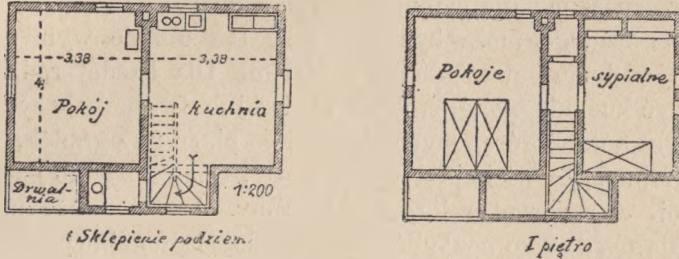 3,38
3,38
4
Pokój
kuchnia
Drwal-
nia
1:200
Sklepienie podziem.
Pokoje
sypialne
I piętro